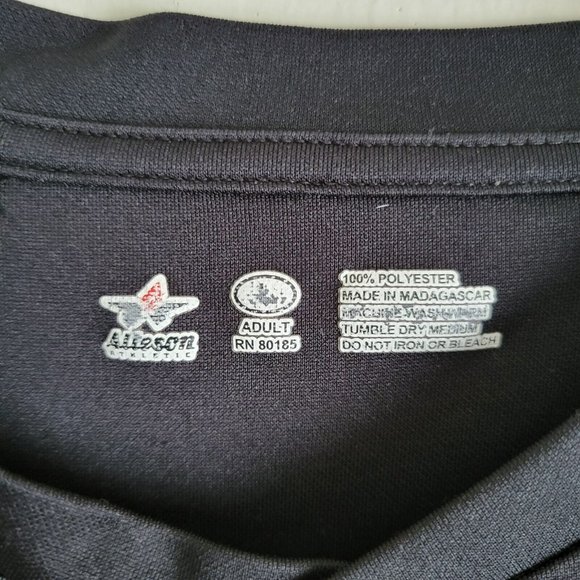 Alleson
ATHLETIC
ADULT
RN 80185
100% POLYESTER
MADE IN MADAGASCAR
MACHINE WASH WARM
TUMBLE DRY MEDIUM
DO NOT IRON OR BLEACH